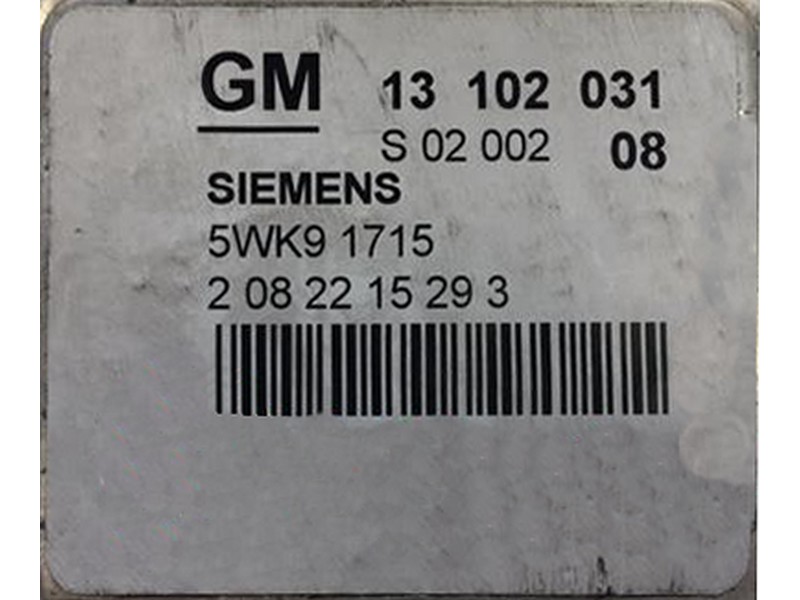 GM 13 102 031
S 02 002 08
SIEMENS
5WK9 1715
2 08 22 15 29 3